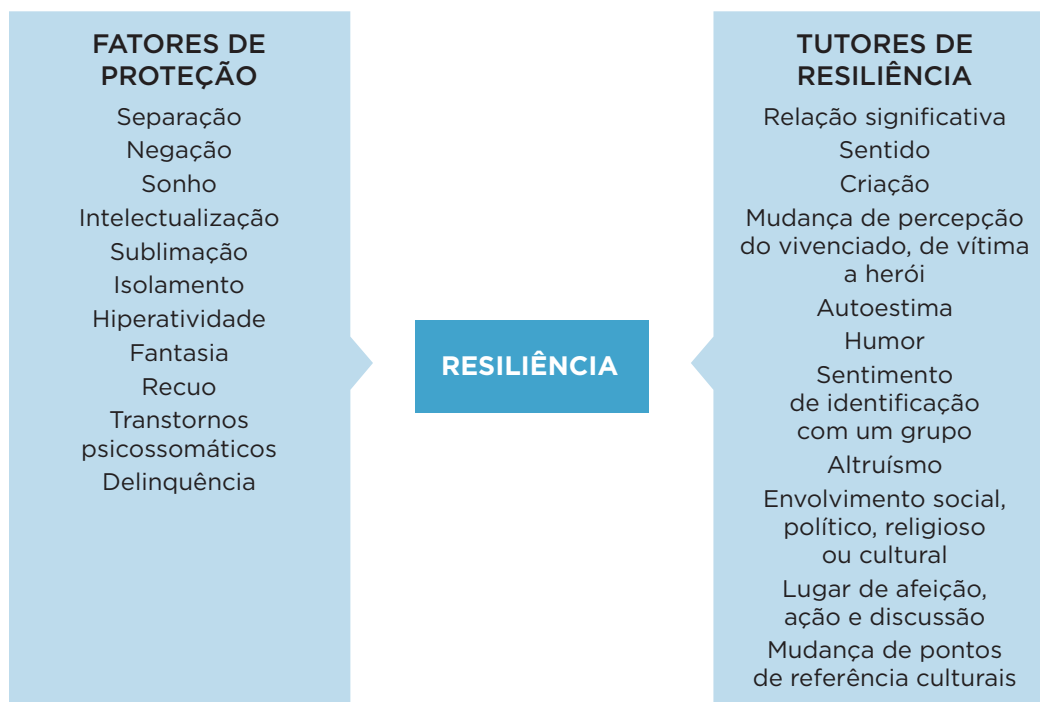 FATORES DE
PROTEÇÃO
Separação
Negação
Sonho
Intelectualização
Sublimação
Isolamento
Hiperatividade
Fantasia
Recuo
Transtornos
psicossomáticos
Delinquência
RESILIÊNCIA
TUTORES DE
RESILIÊNCIA
Relação significativa
Sentido
Criação
Mudança de percepção
do vivenciado, de vítima
a herói
Autoestima
Humor
Sentimento
de identificação
com um grupo
Altruísmo
Envolvimento social,
político, religioso
ou cultural
Lugar de afeição,
ação e discussão
Mudança de pontos
de referência culturais